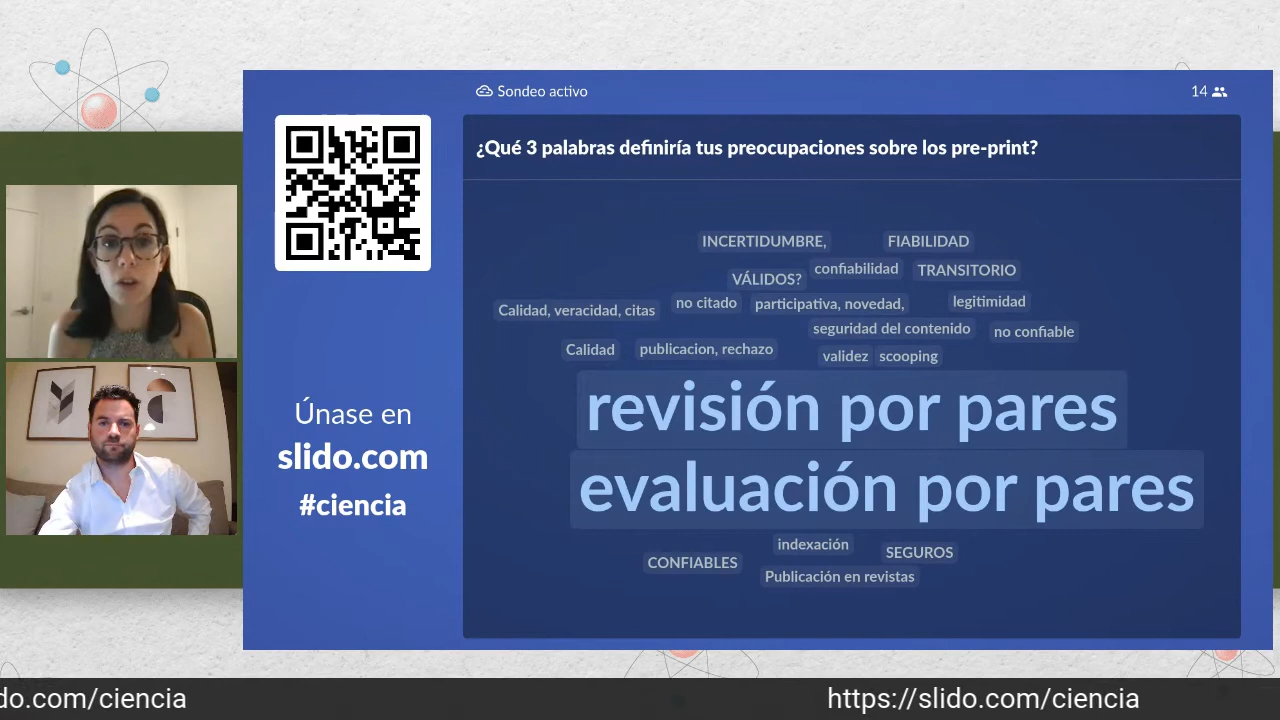 Sondeo activo
14
¿Qué 3 palabras definiría tus preocupaciones sobre los pre-print?
INCERTIDUMBRE,
FIABILIDAD
VÁLIDOS?
confiabilidad
TRANSITORIO
Calidad, veracidad, citas
no citado
participativa, novedad,
legitimidad
seguridad del contenido
no confiable
Calidad
publicacion, rechazo
validez
scooping
revisión por pares
evaluación por pares
indexación
CONFIABLES
SEGUROS
Publicación en revistas
Únase en
slido.com
#ciencia
do.com/ciencia
https://slido.com/ciencia